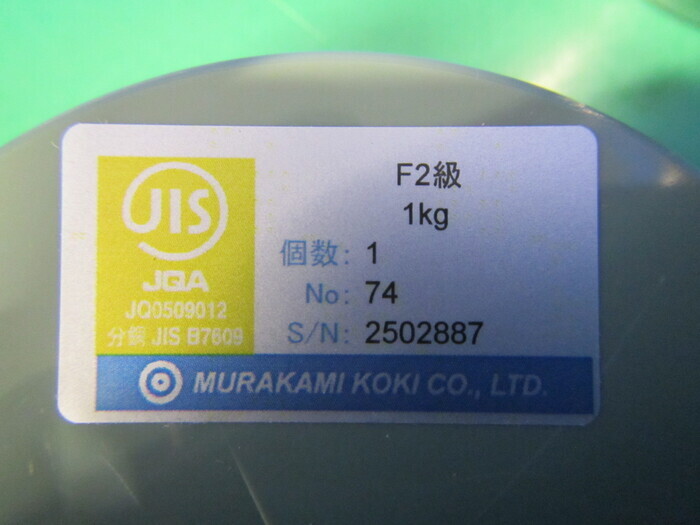 JIS
JQA
JQ0509012
分銅 JIS B7609
F2級
1kg
個数: 1
No: 74
S/N: 2502887
MURAKAMI KOKI CO., LTD.